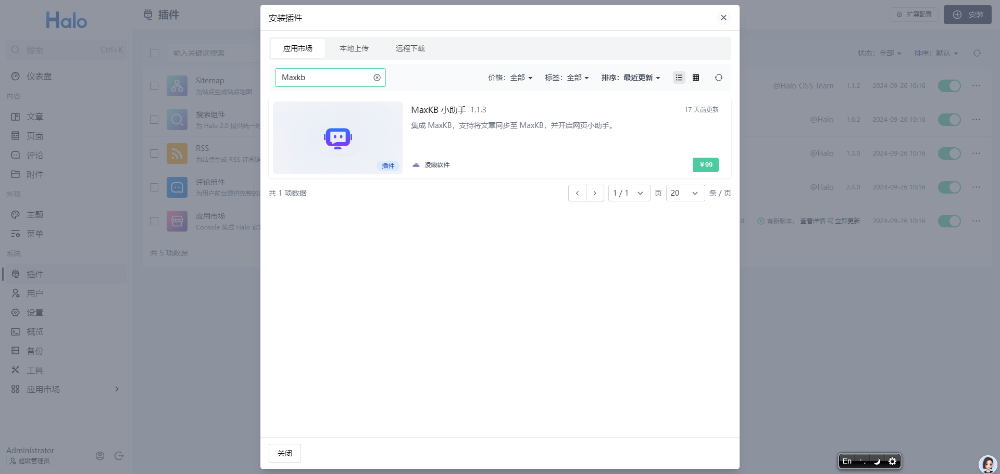 Halo
搜索 Ctrl+K
仪表盘
内容
文章
页面
评论
附件
外观
主题
菜单
系统
插件
用户
设置
概览
备份
工具
应用市场
Administrator
超级管理员
插件
扩展配置
安装
输入关键词搜索
状态：全部
排序：默认
Sitemap
为站点生成站点地图
@Halo OSS Team 1.1.2 2024-09-26 10:16
搜索组件
为 Halo 2.0 提供统一的
@Halo 1.6.2 2024-09-26 10:16
RSS
为站点生成 RSS 订阅链
@Halo 1.3.0 2024-09-26 10:16
评论组件
为用户前台提供完整的
@Halo 2.4.0 2024-09-26 10:16
应用市场
Console 集成 Halo 官
.0 有新版本， 查看详情 或 立即更新 2024-09-26 10:16
共 5 项数据
安装插件
应用市场 本地上传 远程下载
Maxkb
价格：全部 标签：全部 排序：最近更新
MaxKB 小助手 1.1.3
17 天前更新
集成 MaxKB，支持将文章同步至 MaxKB，并开启网页小助手。
插件
凌霞软件
￥99
共 1 项数据
1 / 1 页 20 条 / 页
关闭
En